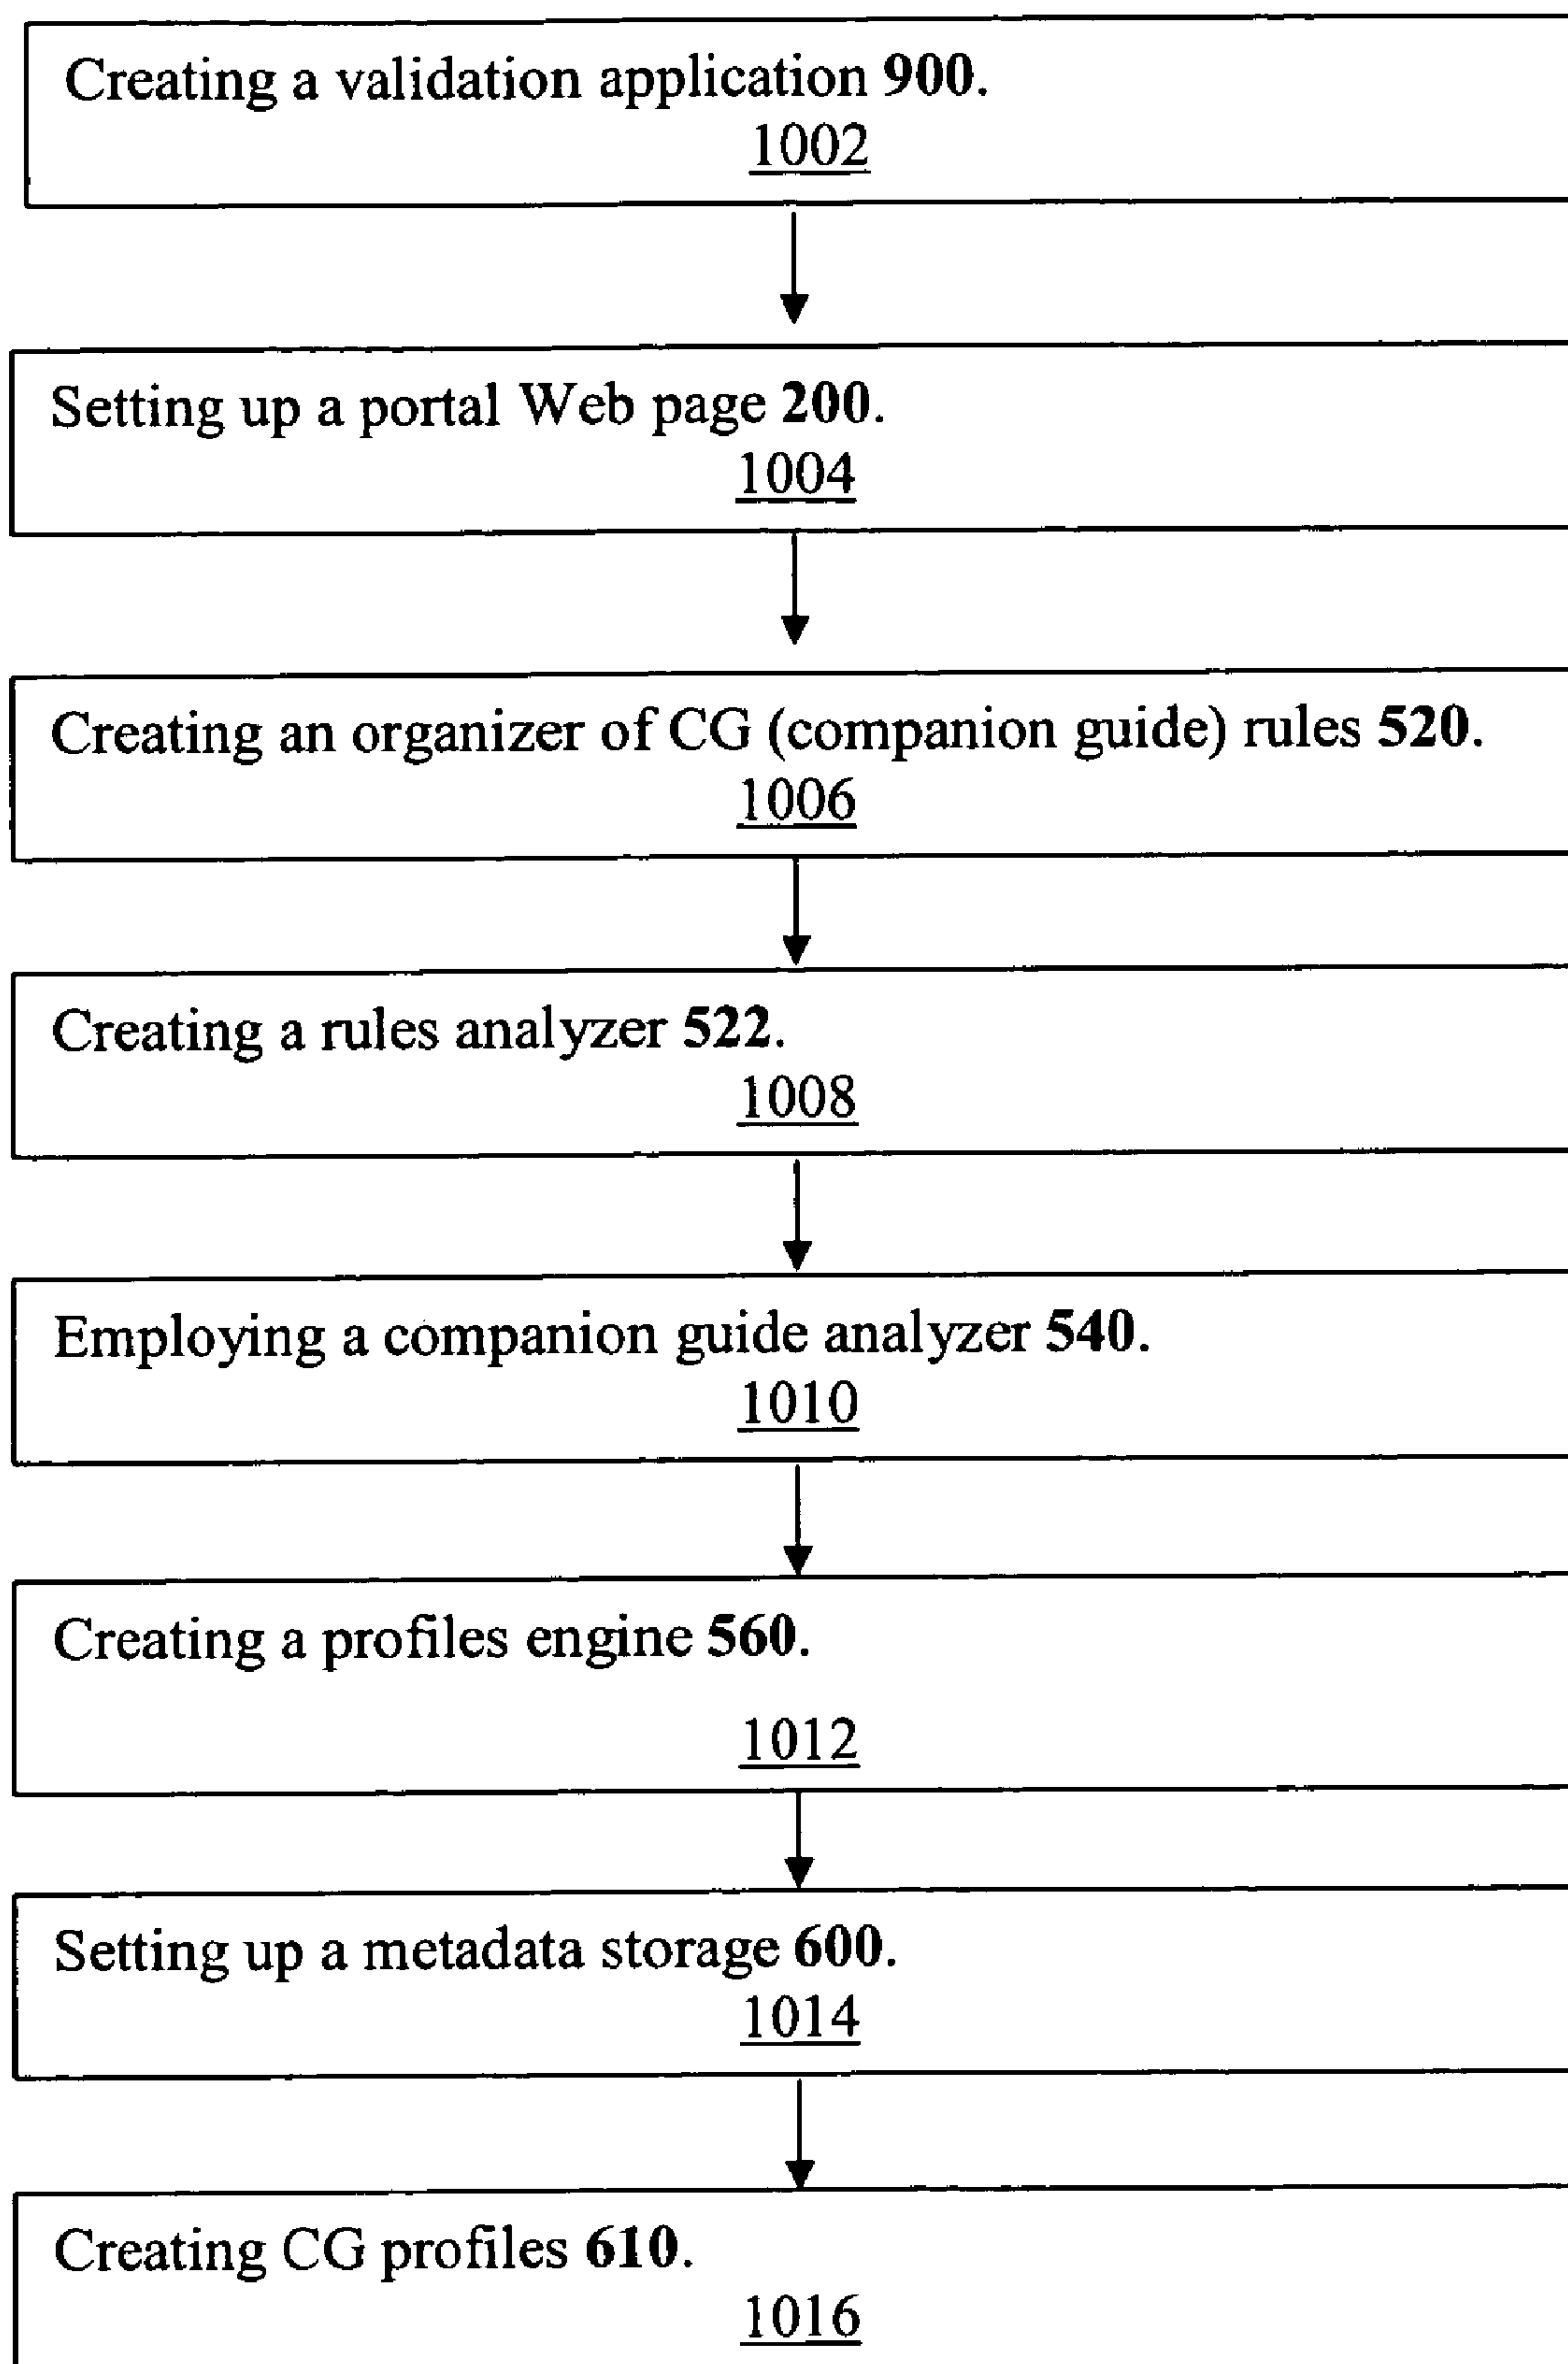 Creating a validation application 900.
1002
Setting up a portal Web page 200.
1004
Creating an organizer of CG (companion guide) rules 520.
1006
Creating a rules analyzer 522.
1008
Employing a companion guide analyzer 540.
1010
Creating a profiles engine 560.
1012
Setting up a metadata storage 600.
1014
Creating CG profiles 610.
1016